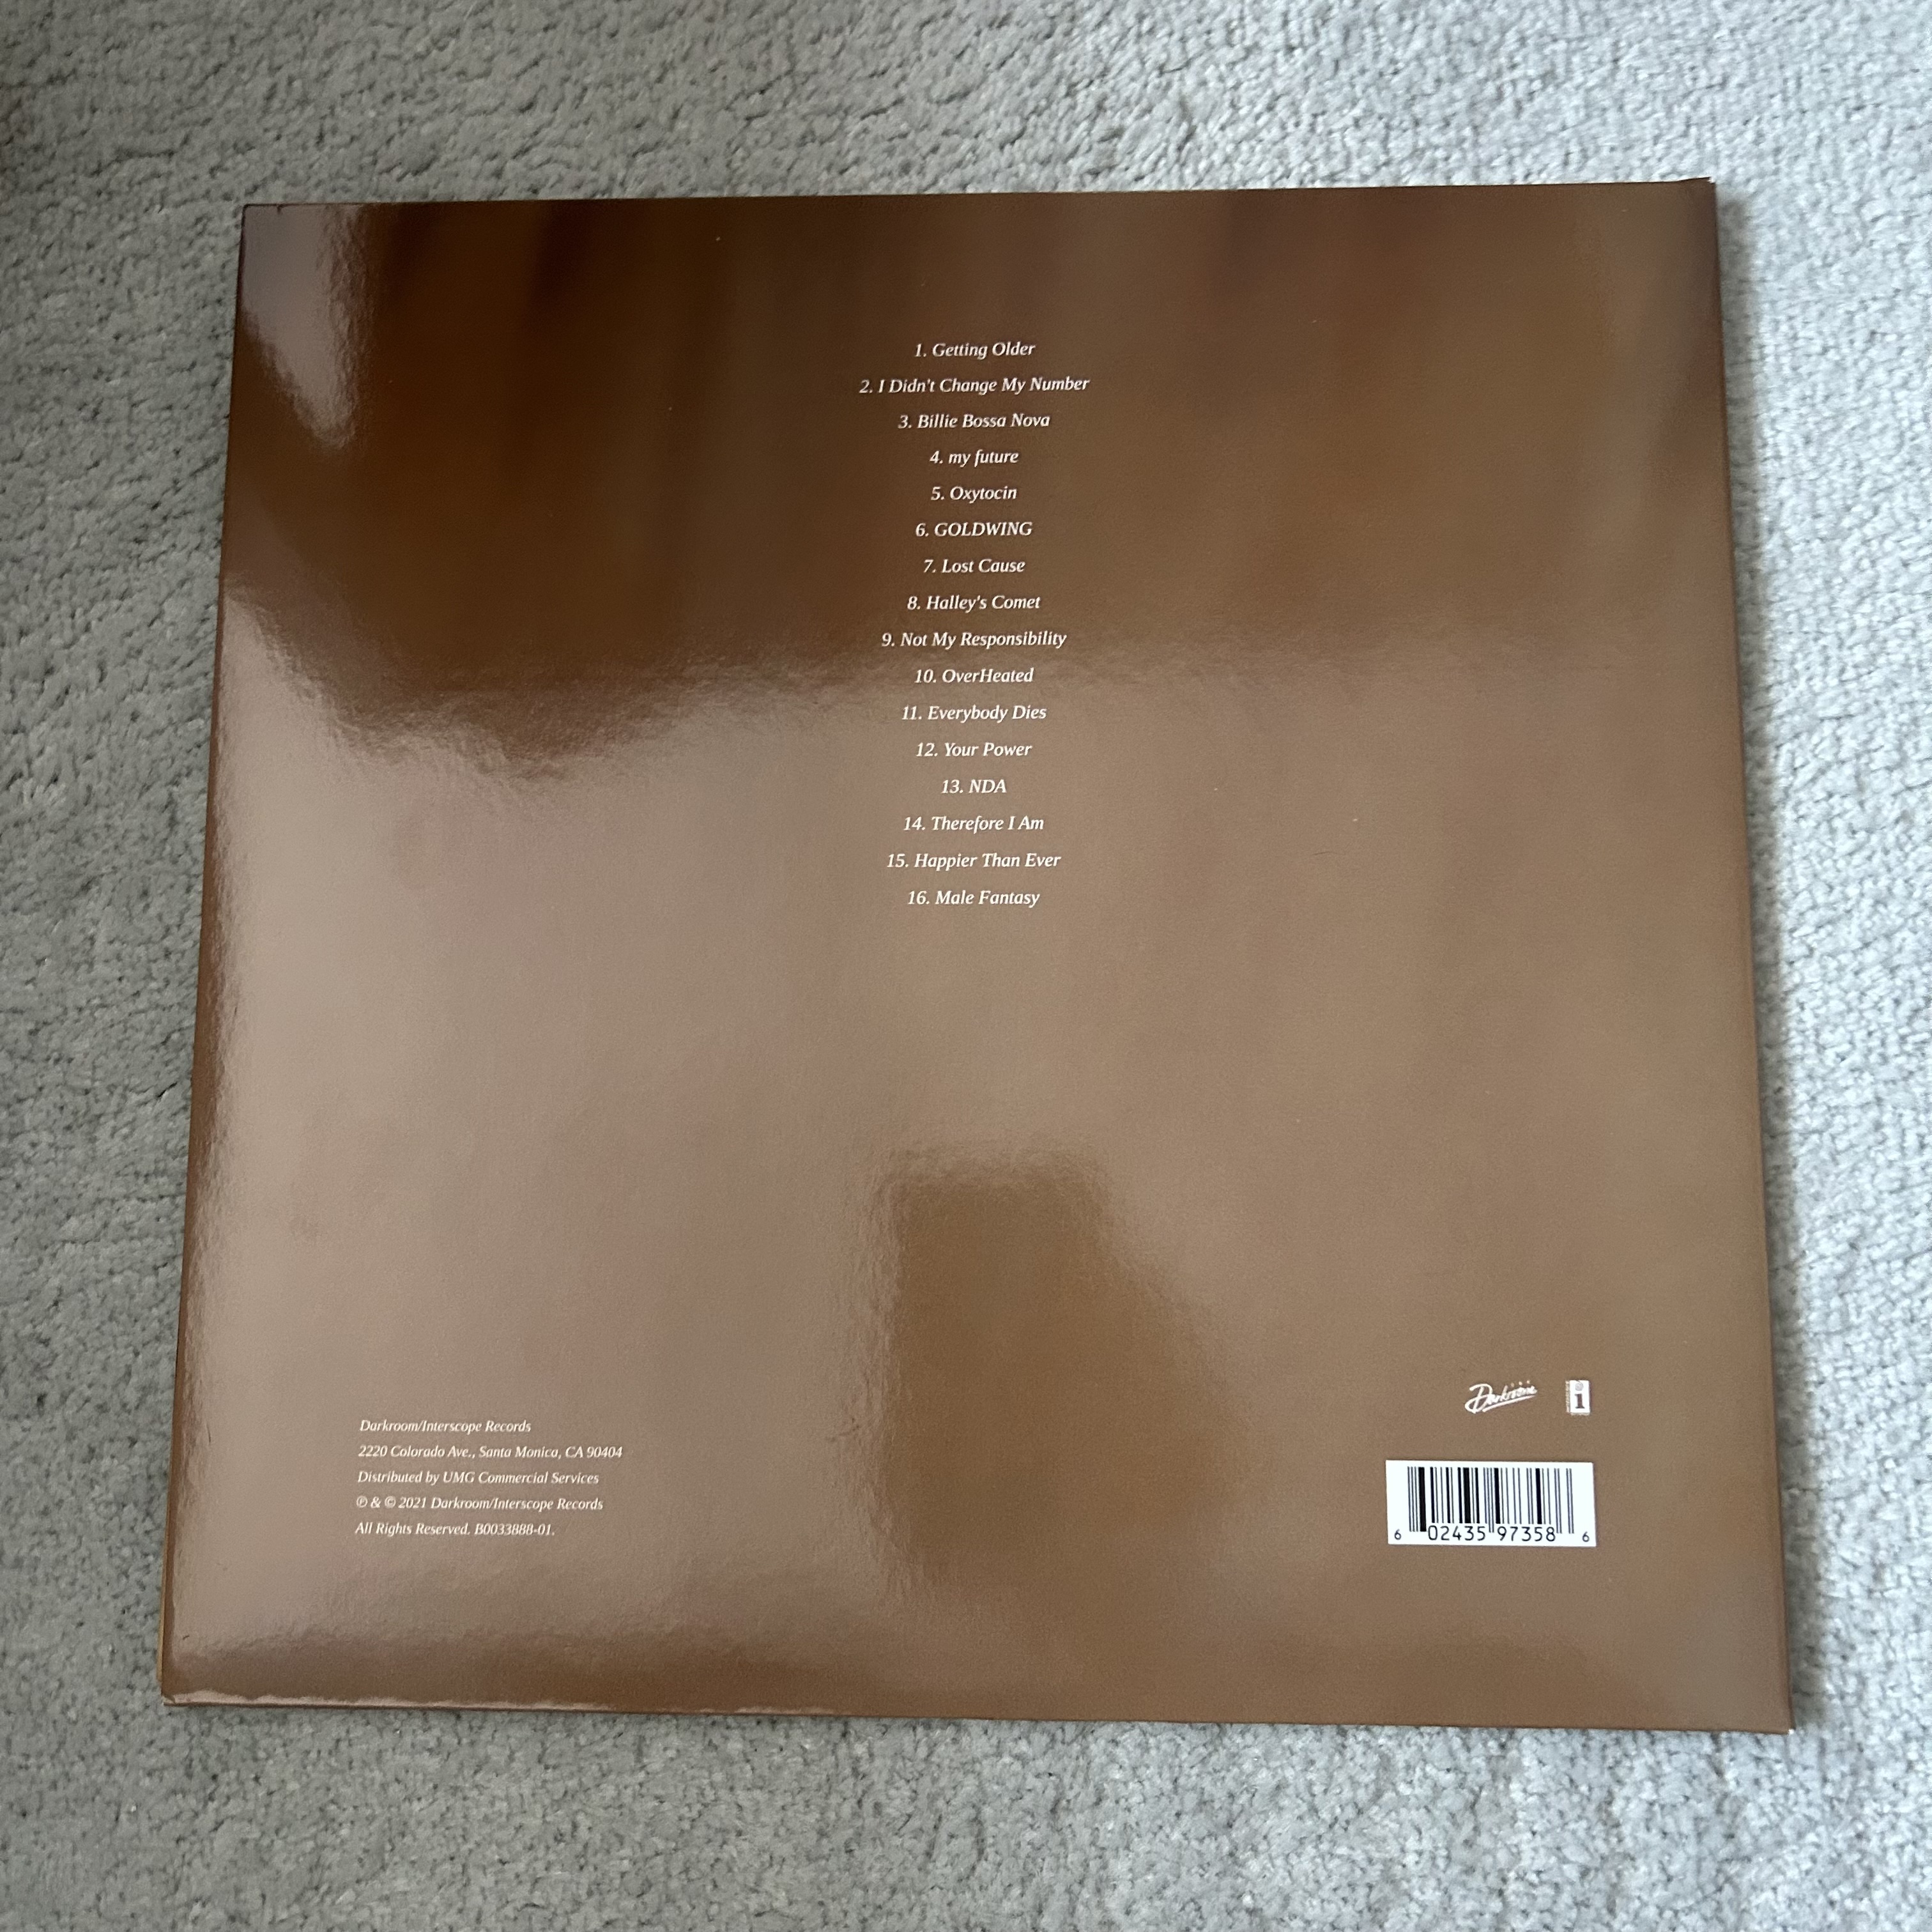 1. Getting Older
2. I Didn't Change My Number
3. Billie Bossa Nova
4. my future
5. Oxytocin
6. GOLDWING
7. Lost Cause
8. Halley's Comet
9. Not My Responsibility
10. OverHeated
11. Everybody Dies
12. Your Power
13. NDA
14. Therefore I Am
15. Happier Than Ever
16. Male Fantasy
Darkroom/Interscope Records
2220 Colorado Ave., Santa Monica, CA 90404
Distributed by UMG Commercial Services
℗ & © 2021 Darkroom/Interscope Records
All Rights Reserved. B0033888-01.
Darkroom i
6 02435 97358 6